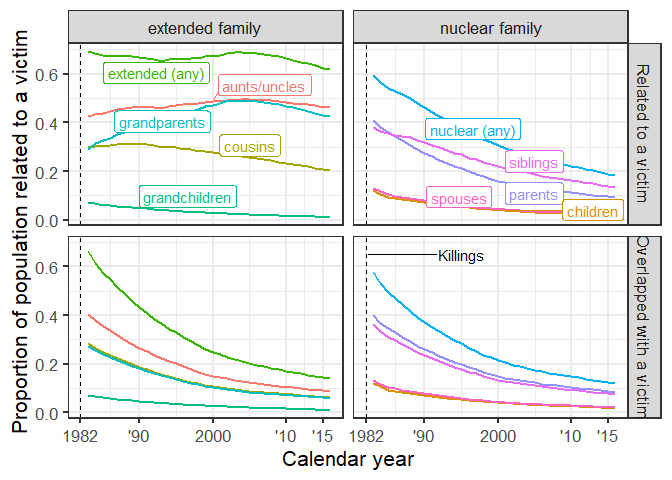 extended family
nuclear family
Proportion of population related to a victim
0.6
0.4
0.2
0.0
extended (any)
aunts/uncles
grandparents
cousins
grandchildren
nuclear (any)
siblings
parents
spouses
children
Related to a victim
0.6
0.4
0.2
0.0
Killings
Overlapped with a victim
1982
'90
2000
'10
'15
1982
'90
2000
'10
'15
Calendar year